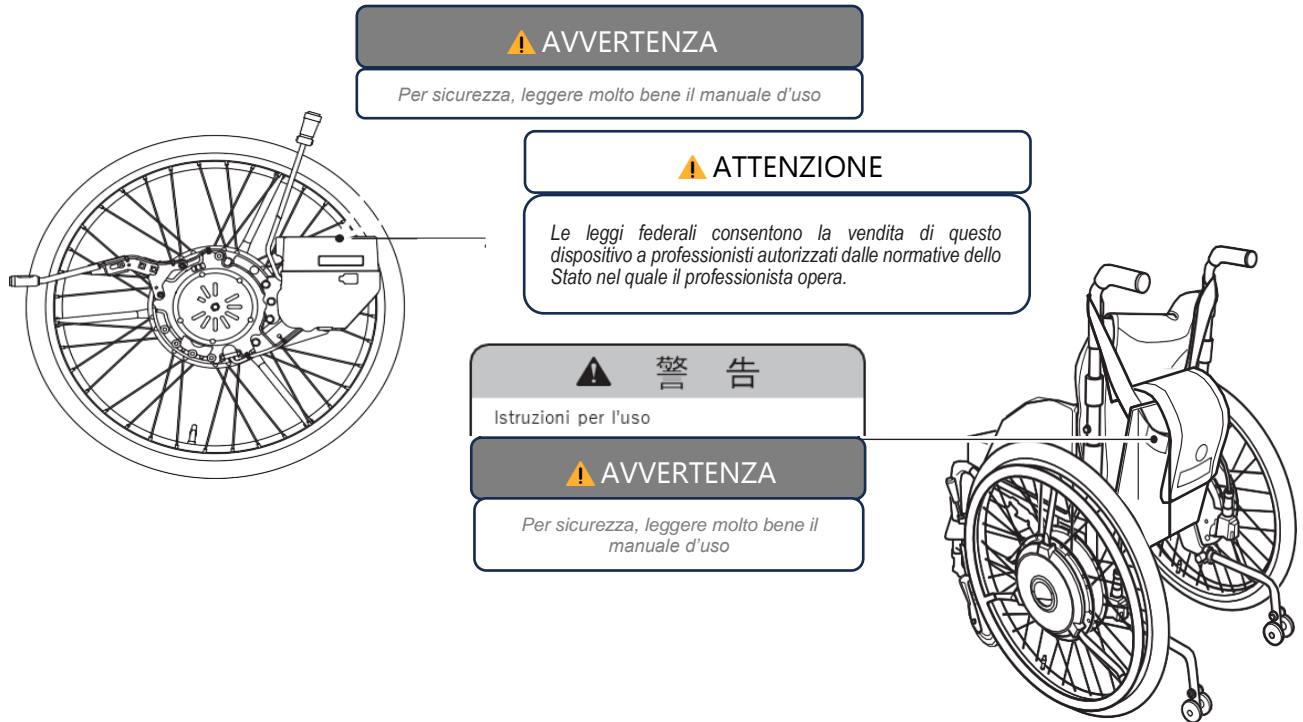 AVVERTENZA
Per sicurezza, leggere molto bene il manuale d’uso
ATTENZIONE
Le leggi federali consentono la vendita di questo
dispositivo a professionisti autorizzati dalle normative dello
Stato nel quale il professionista opera.
警 告
Istruzioni per l'uso
AVVERTENZA
Per sicurezza, leggere molto bene il
manuale d’uso